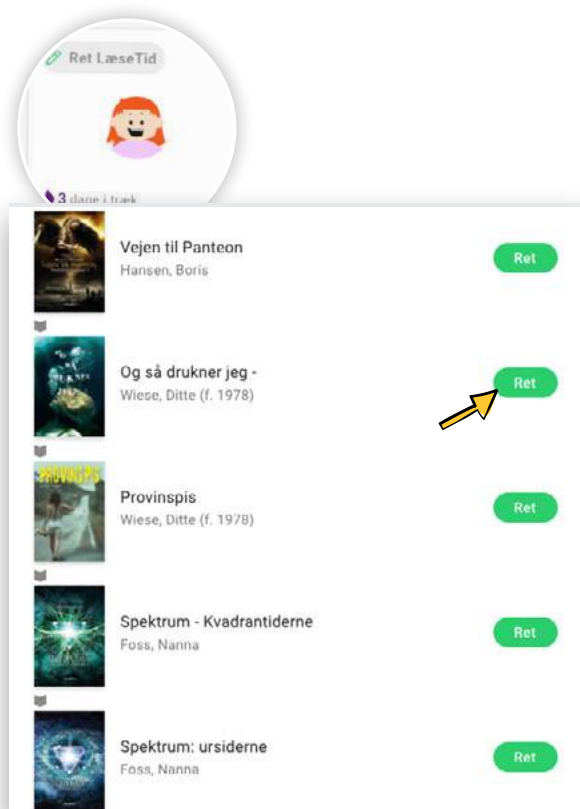 Ret LæseTid
3 dage i træk
Vejen til Panteon
Hansen, Boris
Ret
Og så drukner jeg -
Wiese, Ditte (f. 1978)
Ret
PROVINSPIS
Provinspis
Wiese, Ditte (f. 1978)
Ret
Spektrum - Kvadrantiderne
Foss, Nanna
Ret
Spektrum: ursiderne
Foss, Nanna
Ret